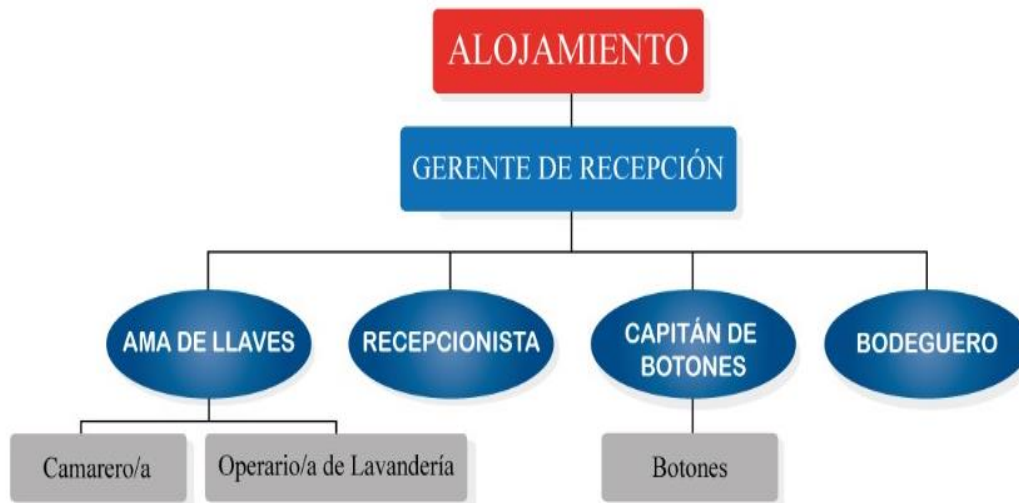 ALOJAMIENTO
GERENTE DE RECEPCIÓN
AMA DE LLAVES
RECEPCIONISTA
CAPITÁN DE
BOTONES
BODEGUERO
Camarero/a
Operario/a de Lavandería
Botones